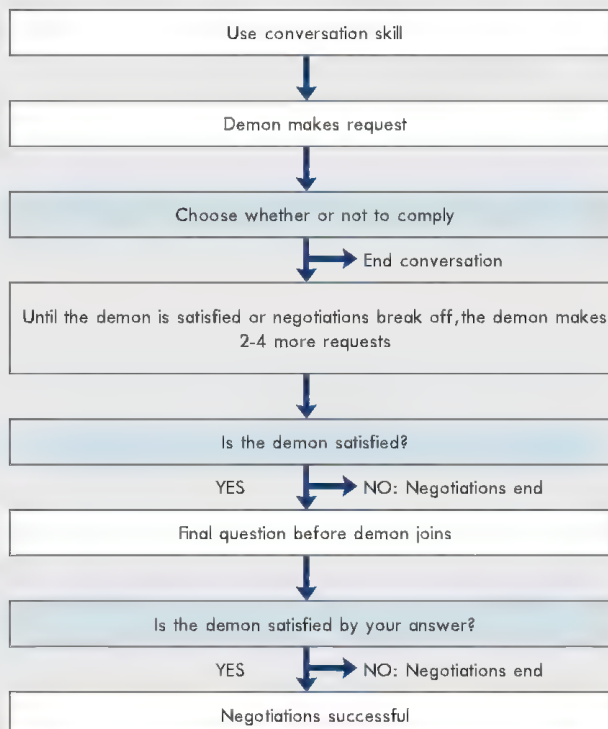 Use conversation skill
Demon makes request
Choose whether or not to comply
End conversation
Until the demon is satisfied or negotiations break off,the demon makes
2-4 more requests
Is the demon satisfied?
YES NO: Negotiations end
Final question before demon joins
Is the demon satisfied by your answer?
YES NO: Negotiations end
Negotiations successful